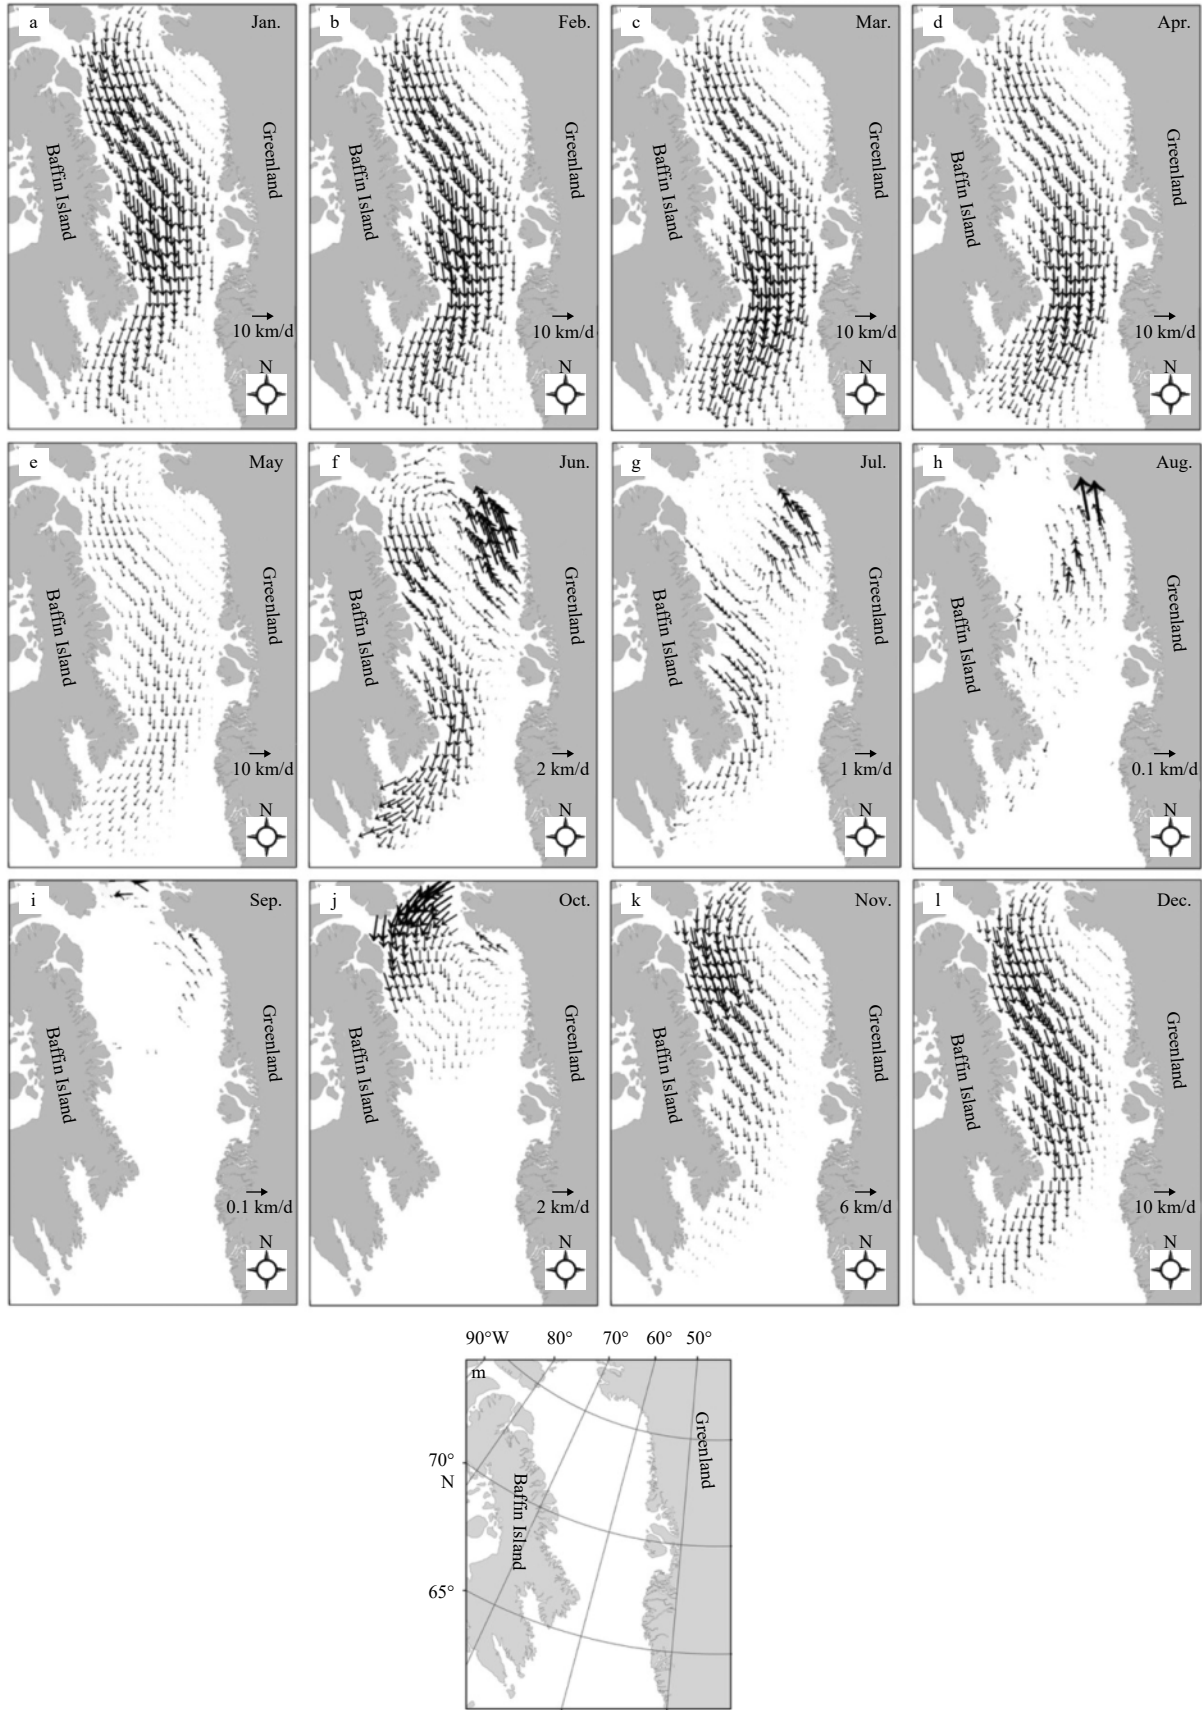 a
Jan.
Baffin Island
Greenland
10 km/d
N
b
Feb.
Baffin Island
Greenland
10 km/d
N
c
Mar.
Baffin Island
Greenland
10 km/d
N
d
Apr.
Baffin Island
Greenland
10 km/d
N
e
May
Baffin Island
Greenland
10 km/d
N
f
Jun.
Baffin Island
Greenland
2 km/d
N
g
Jul.
Baffin Island
Greenland
1 km/d
N
h
Aug.
Baffin Island
Greenland
0.1 km/d
N
i
Sep.
Baffin Island
Greenland
0.1 km/d
N
j
Oct.
Baffin Island
Greenland
2 km/d
N
k
Nov.
Baffin Island
Greenland
6 km/d
N
l
Dec.
Baffin Island
Greenland
10 km/d
N
90°W 80° 70° 60° 50°
m
Greenland
70°
N
Baffin Island
65°